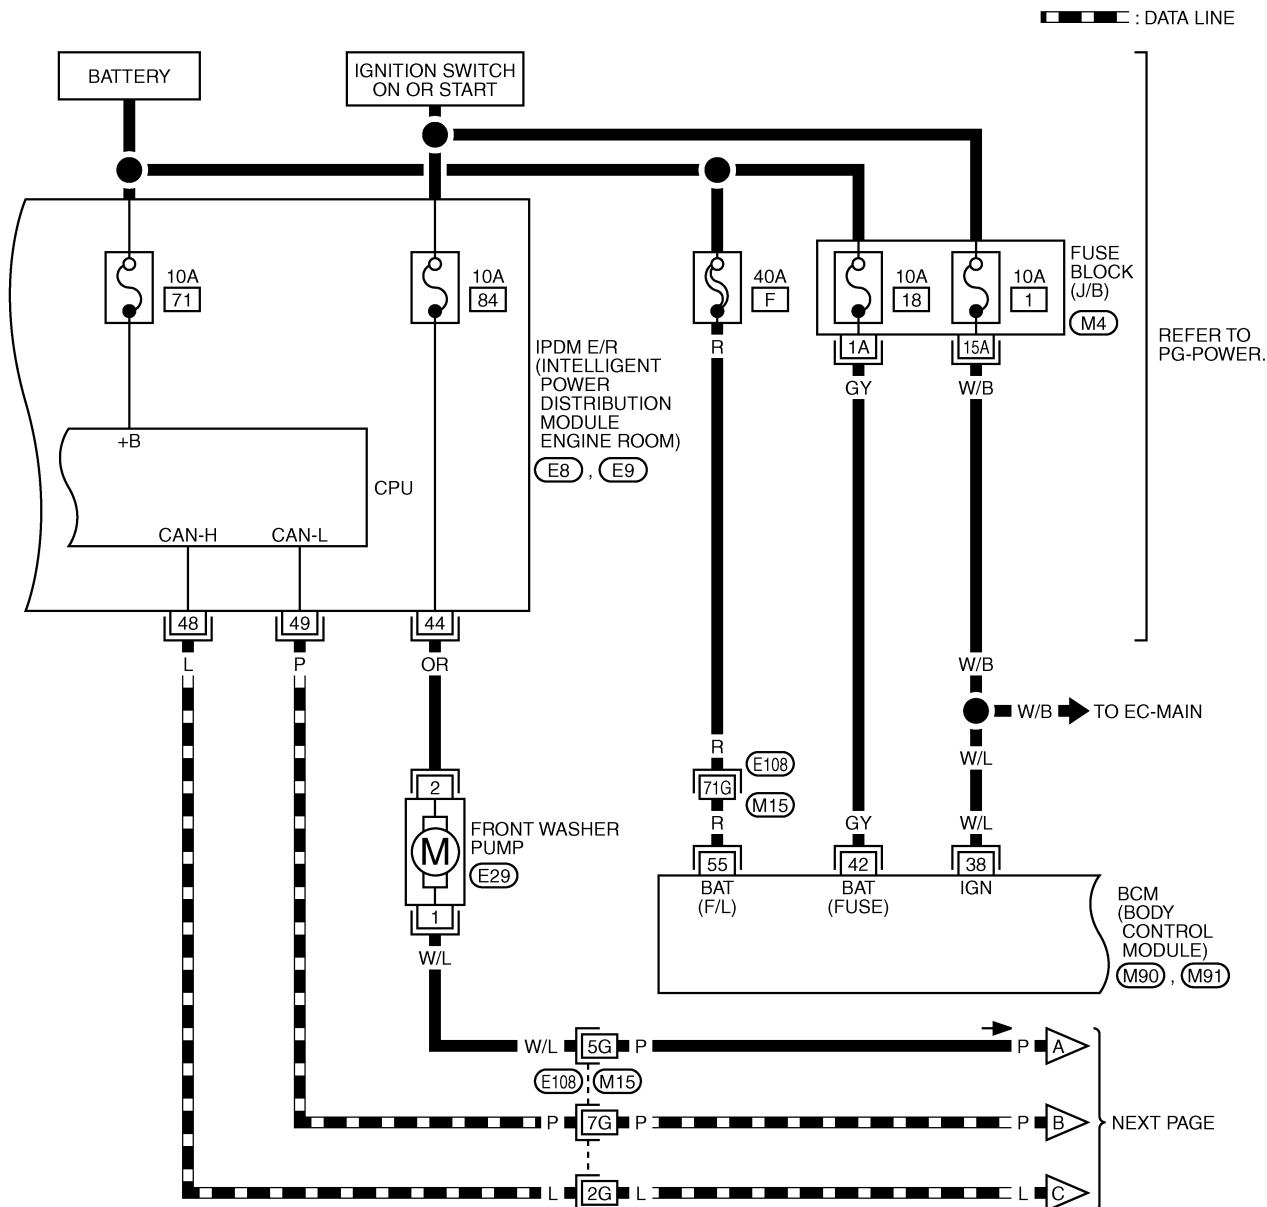 : DATA LINE
BATTERY
IGNITION SWITCH
ON OR START
10A
71
10A
84
40A
F
10A
18
10A
1
FUSE
BLOCK
(J/B)
M4
REFER TO
PG-POWER.
R
1A
15A
GY
W/B
IPDM E/R
(INTELLIGENT
POWER
DISTRIBUTION
MODULE
ENGINE ROOM)
E8 , E9
+B
CPU
CAN-H
CAN-L
48
49
44
L
P
OR
W/B
W/B
TO EC-MAIN
W/L
R
E108
71G
M15
R
GY
W/L
2
M
FRONT WASHER
PUMP
E29
1
W/L
55
42
38
BAT
(F/L)
BAT
(FUSE)
IGN
BCM
(BODY
CONTROL
MODULE)
M90 , M91
W/L
5G
P
P
A
E108
M15
P
7G
P
P
B
NEXT PAGE
L
2G
L
L
C